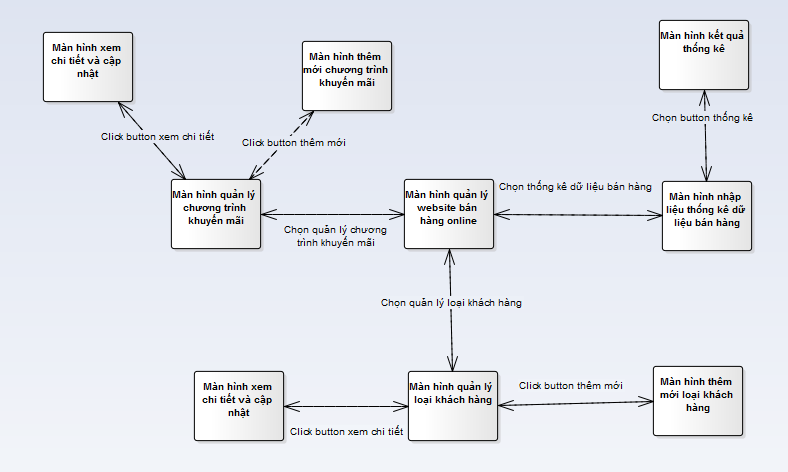 Màn hình xem
chi tiết và cập
nhật
Màn hình thêm
mới chương trình
khuyến mãi
Màn hình kết quả
thống kê
Click button xem chi tiết
Click button thêm mới
Chọn button thống kê
Màn hình quản lý
chương trình
khuyến mãi
Chọn quản lý chương
trình khuyến mãi
Màn hình quản lý
website bán
hàng online
Chọn thống kê dữ liệu bán hàng
Màn hình nhập
liệu thống kê dữ
liệu bán hàng
Chọn quản lý loại khách hàng
Màn hình xem
chi tiết và cập
nhật
Click button xem chi tiết
Màn hình quản lý
loại khách hàng
Click button thêm mới
Màn hình thêm
mới loại khách
hàng